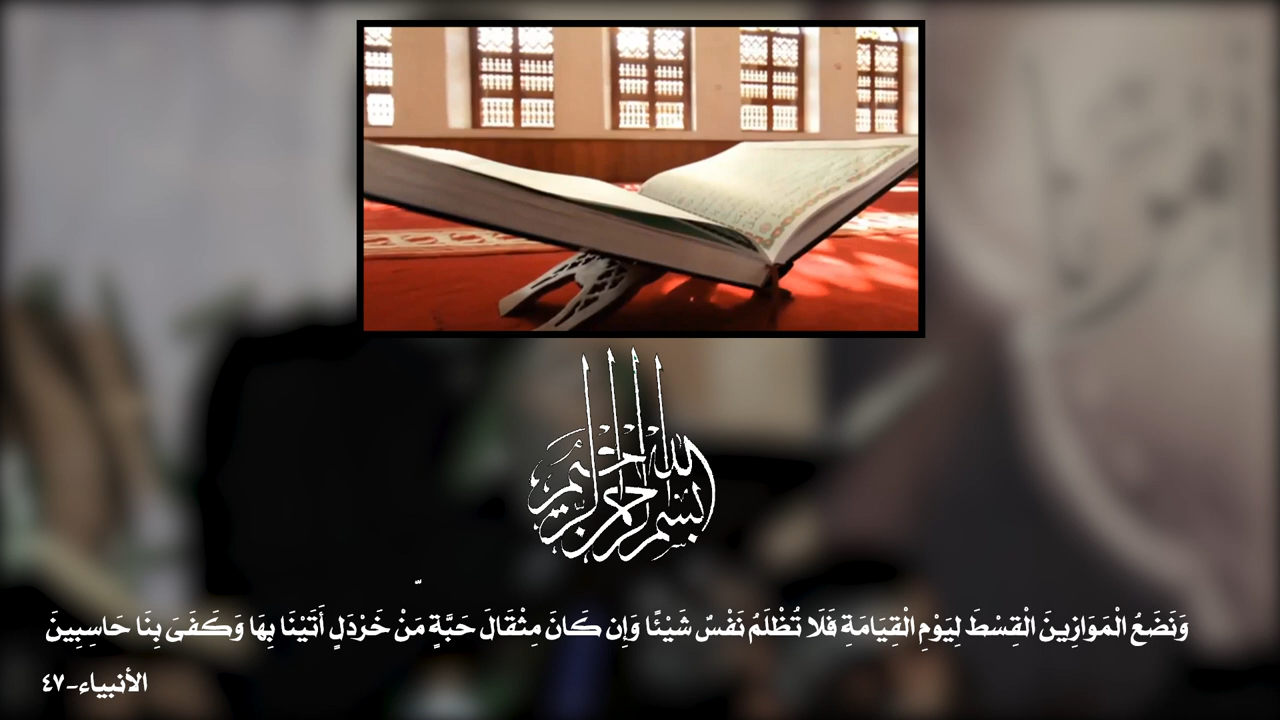 بسم الله الرحمن الرحيم
وَنَضَعُ الْمَوَازِينَ الْقِسْطَ لِيَوْمِ الْقِيَامَةِ فَلَا تُظْلَمُ نَفْسٌ شَيْئًا وَإِن كَانَ مِثْقَالَ حَبَّةٍ مَنْ خَرْدَلٍ أَتَيْنَا بِهَا وَكَفَىَ بِنَا حَاسِبِينَ
الأنبياء-٤٧